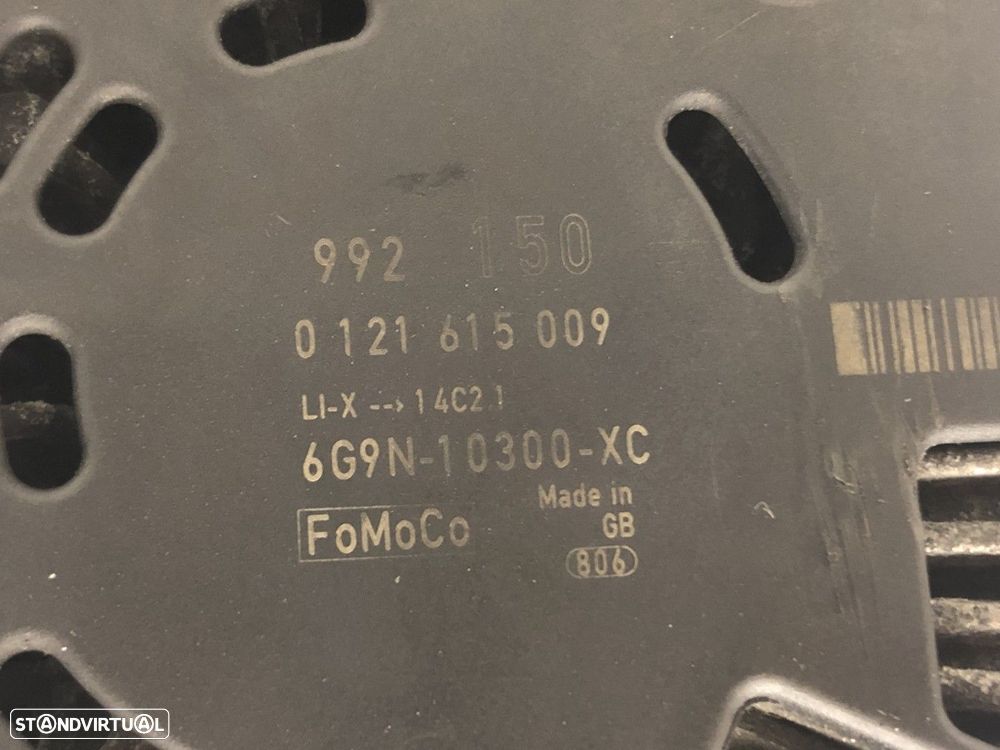 992 150
0 121 615 009
LI-X --> 14C2.1
6G9N-10300-XC
FoMoCo
Made in
GB
806
STANDVIRTUAL